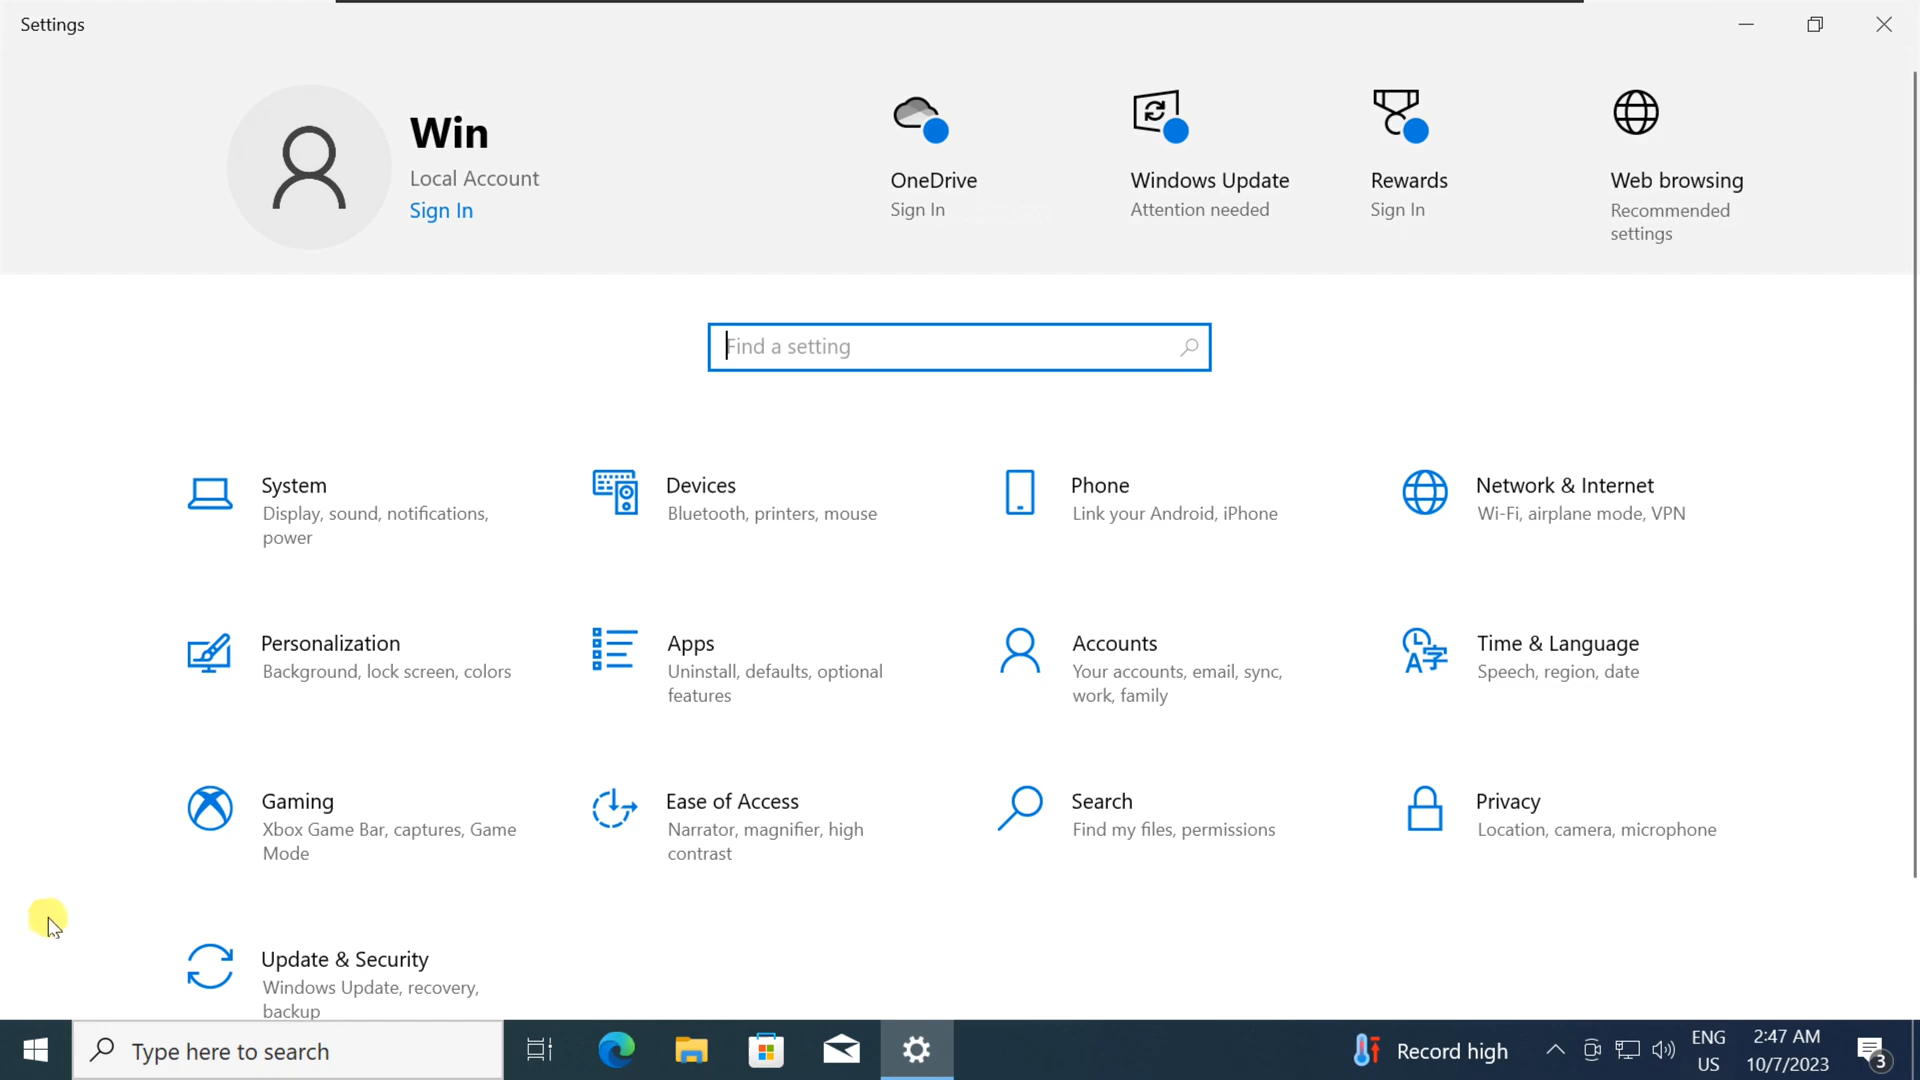 Settings
Win
Local Account
Sign In
OneDrive
Sign In
Windows Update
Attention needed
Rewards
Sign In
Web browsing
Recommended
settings
Find a setting
System
Display, sound, notifications,
power
Devices
Bluetooth, printers, mouse
Phone
Link your Android, iPhone
Network & Internet
Wi-Fi, airplane mode, VPN
Personalization
Background, lock screen, colors
Apps
Uninstall, defaults, optional
features
Accounts
Your accounts, email, sync,
work, family
Time & Language
Speech, region, date
Gaming
Xbox Game Bar, captures, Game
Mode
Ease of Access
Narrator, magnifier, high
contrast
Search
Find my files, permissions
Privacy
Location, camera, microphone
Update & Security
Windows Update, recovery,
backup
Type here to search
Record high
ENG
US
2:47 AM
10/7/2023
3